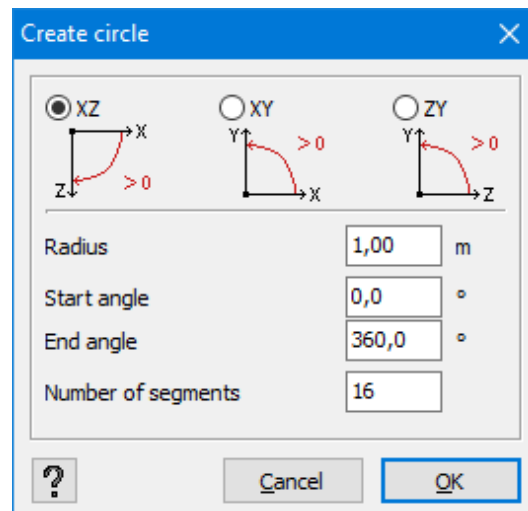 Create circle
XZ XY ZY
X Y > 0 Y > 0
Z > 0 X Z
Radius 1,00 m
Start angle 0,0 °
End angle 360,0 °
Number of segments 16
? Cancel OK